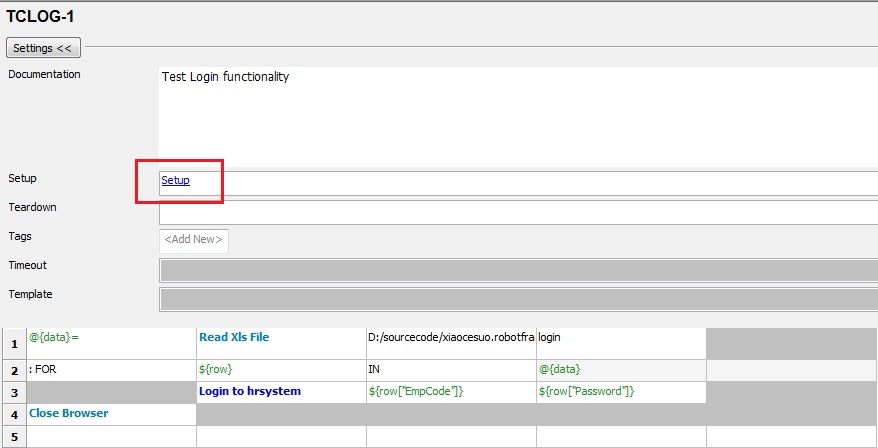 TCLOG-1
Settings <<
Documentation
Test Login functionality
Setup
Setup
Teardown
Tags
<Add New>
Timeout
Template
1 @{data}= Read Xls File D:/sourcecode/xiaocesuo.robotfra login
2 : FOR ${row} IN @{data}
3 Login to hrsystem ${row["EmpCode"]} ${row["Password"]}
4 Close Browser
5